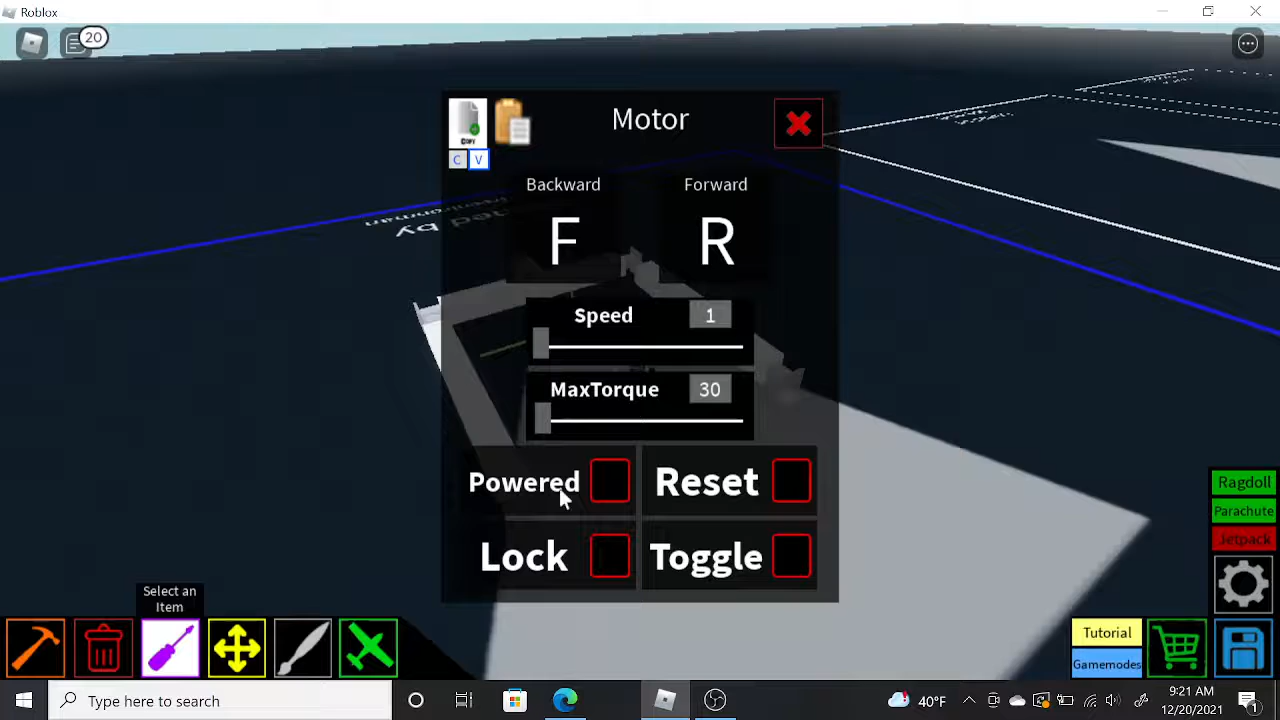 Roblox
20
Motor
COPY
C V
Backward Forward
F R
Speed 1
MaxTorque 30
Powered Reset
Lock Toggle
Ragdoll
Parachute
Jetpack
Select an
Item
Tutorial
Gamemodes
Type here to search
40°F
9:21 AM
12/20/2021